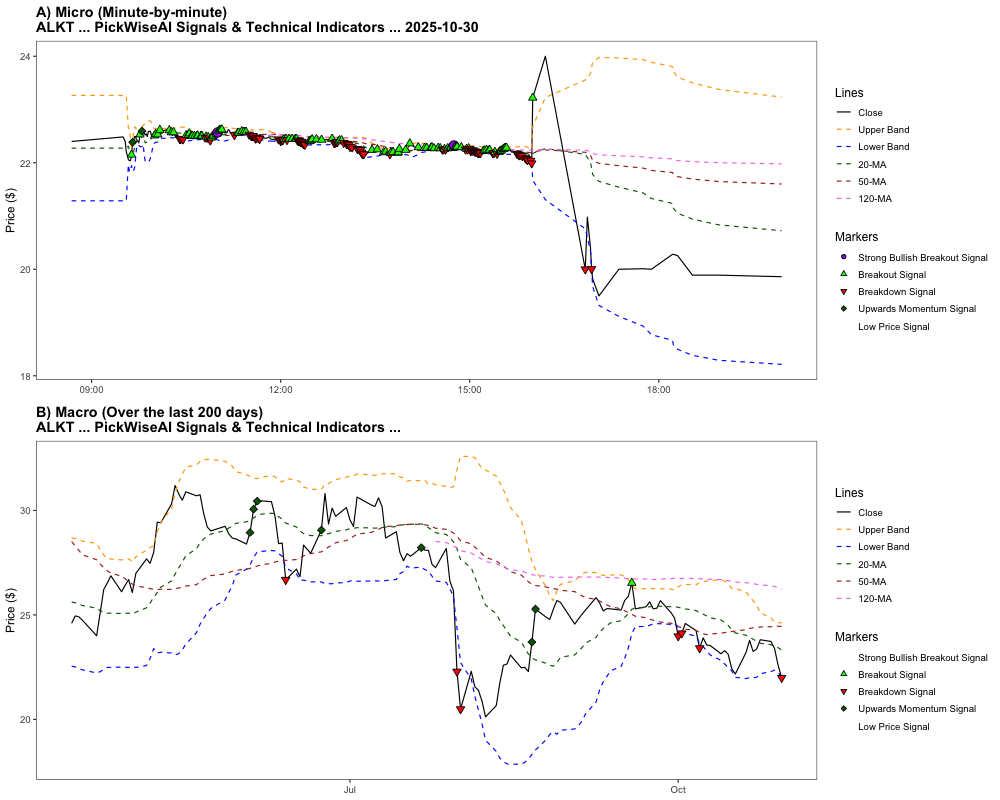 A) Micro (Minute-by-minute)
ALKT ... PickWiseAI Signals & Technical Indicators ... 2025-10-30
Price ($)
24
22
20
18
09:00
12:00
15:00
18:00
Lines
Close
Upper Band
Lower Band
20-MA
50-MA
120-MA
Markers
Strong Bullish Breakout Signal
Breakout Signal
Breakdown Signal
Upwards Momentum Signal
Low Price Signal
B) Macro (Over the last 200 days)
ALKT ... PickWiseAI Signals & Technical Indicators ...
Price ($)
30
25
20
Jul
Oct
Lines
Close
Upper Band
Lower Band
20-MA
50-MA
120-MA
Markers
Strong Bullish Breakout Signal
Breakout Signal
Breakdown Signal
Upwards Momentum Signal
Low Price Signal